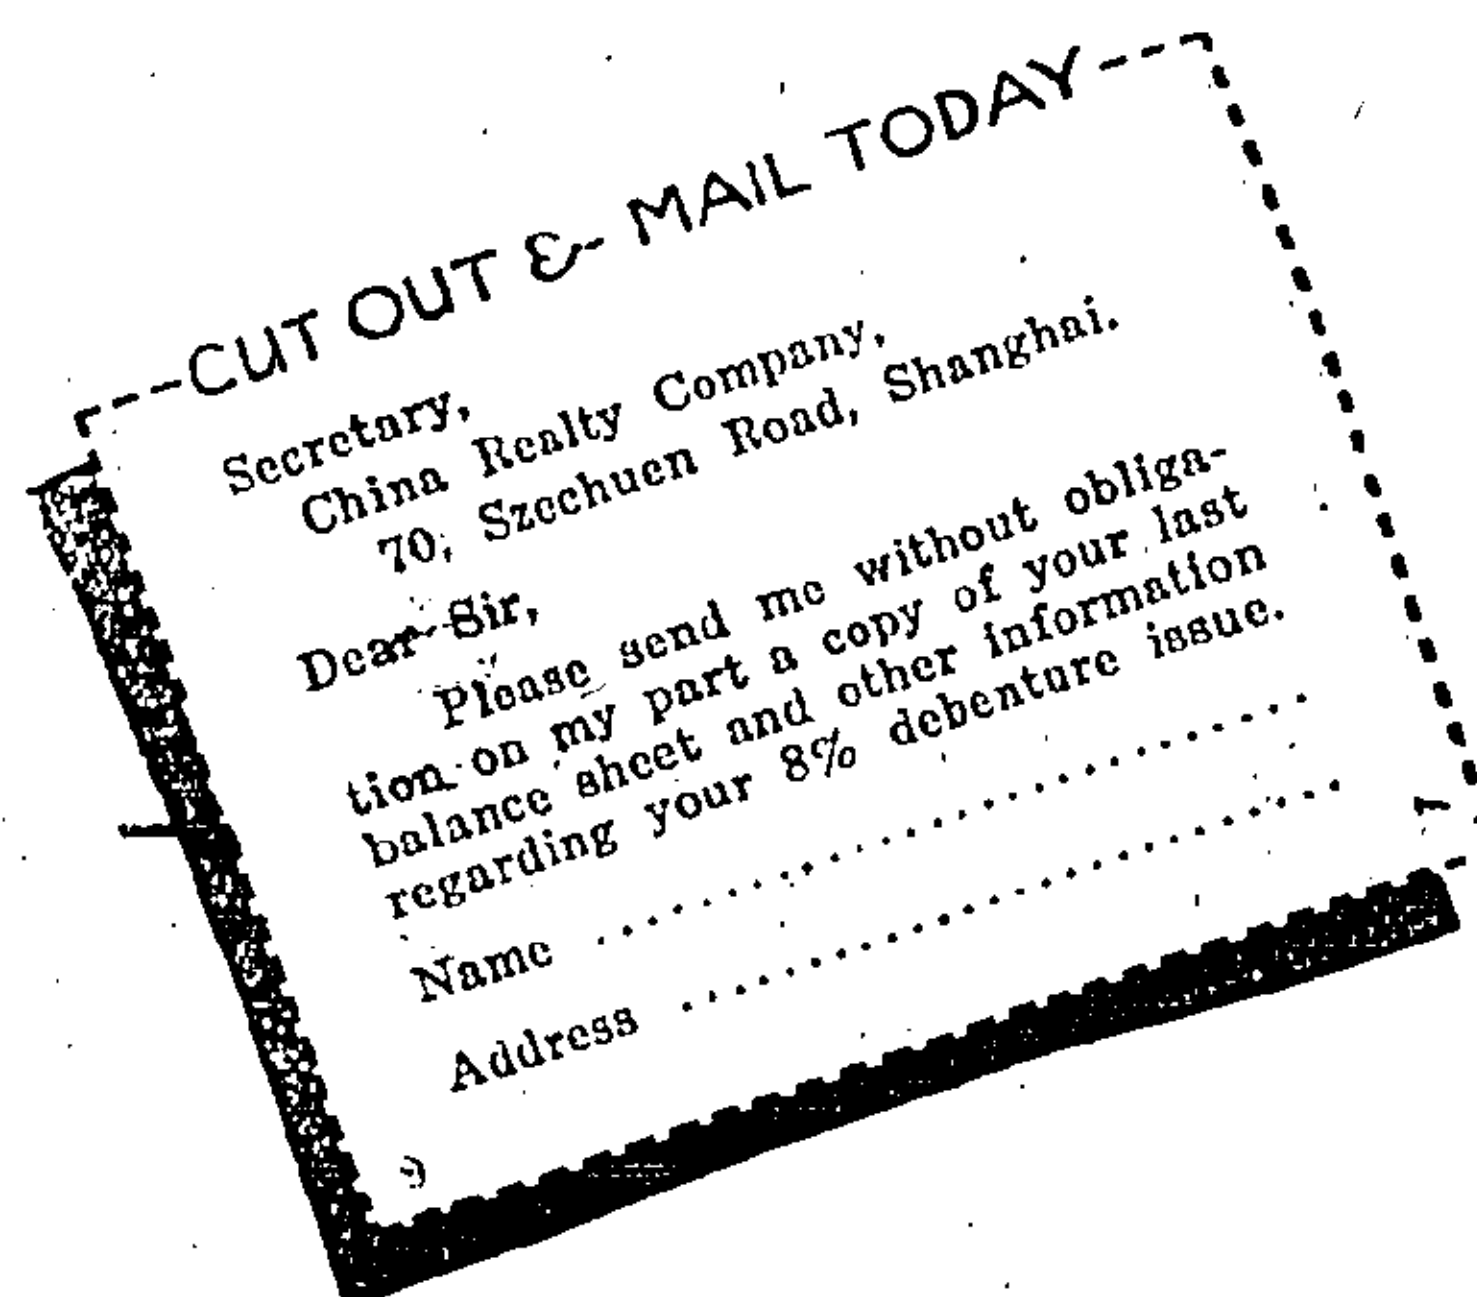 CUT OUT & MAIL TODAY
Secretary,
China Realty Company,
70, Szechuen Road, Shanghai.
Dear Sir,
Please send me without obliga-
tion on my part a copy of your last
balance sheet and other information
regarding your 8% debenture issue.
Name ..............................
Address ..........................
9
7